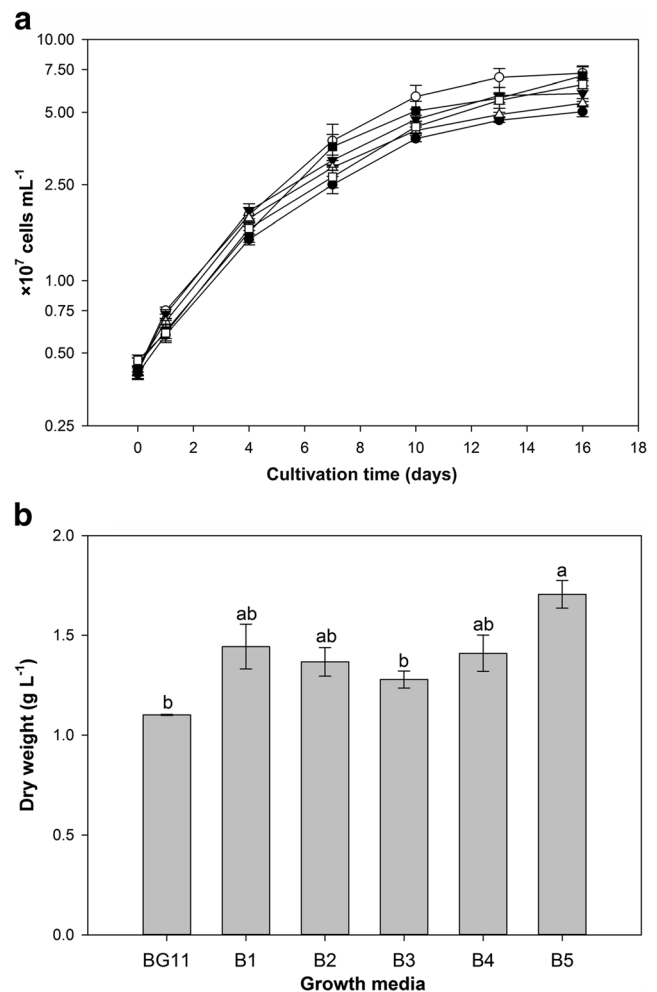 a
10.00
7.50
5.00
2.50
1.00
0.75
0.50
0.25
×10⁷ cells mL⁻¹
0 2 4 6 8 10 12 14 16 18
Cultivation time (days)
b
2.0
1.5
1.0
0.5
0.0
Dry weight (g L⁻¹)
b ab ab b ab a
BG11 B1 B2 B3 B4 B5
Growth media